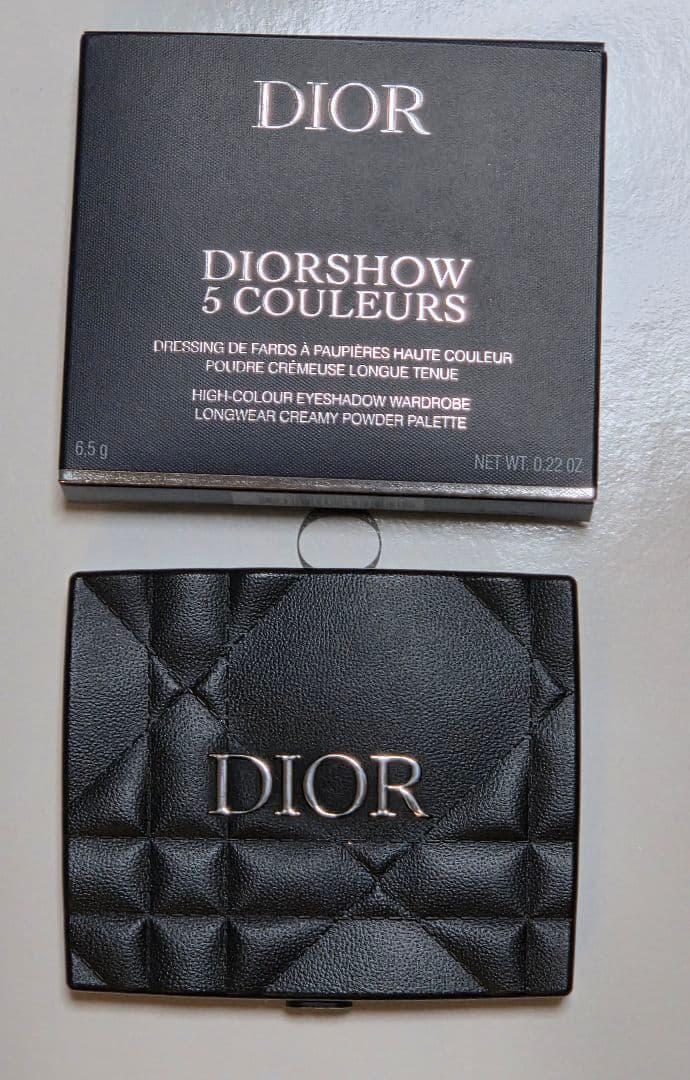 DIOR
DIORSHOW
5 COULEURS
DRESSING DE FARDS À PAUPIÈRES HAUTE COULEUR
POUDRE CRÉMEUSE LONGUE TENUE
HIGH-COLOUR EYESHADOW WARDROBE
LONGWEAR CREAMY POWDER PALETTE
6,5 g
NET WT. 0.22 OZ
DIOR